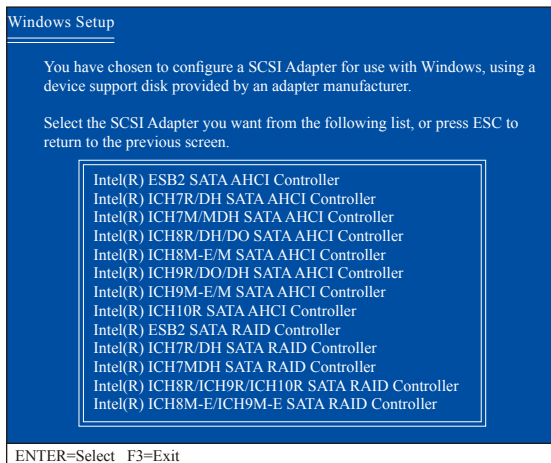 Windows Setup
You have chosen to configure a SCSI Adapter for use with Windows, using a
device support disk provided by an adapter manufacturer.
Select the SCSI Adapter you want from the following list, or press ESC to
return to the previous screen.
Intel(R) ESB2 SATA AHCI Controller
Intel(R) ICH7R/DH SATA AHCI Controller
Intel(R) ICH7M/MDH SATA AHCI Controller
Intel(R) ICH8R/DH/DO SATA AHCI Controller
Intel(R) ICH8M-E/M SATA AHCI Controller
Intel(R) ICH9R/DO/DH SATA AHCI Controller
Intel(R) ICH9M-E/M SATA AHCI Controller
Intel(R) ICH10R SATA AHCI Controller
Intel(R) ESB2 SATA RAID Controller
Intel(R) ICH7R/DH SATA RAID Controller
Intel(R) ICH7MDH SATA RAID Controller
Intel(R) ICH8R/ICH9R/ICH10R SATA RAID Controller
Intel(R) ICH8M-E/ICH9M-E SATA RAID Controller
ENTER=Select F3=Exit